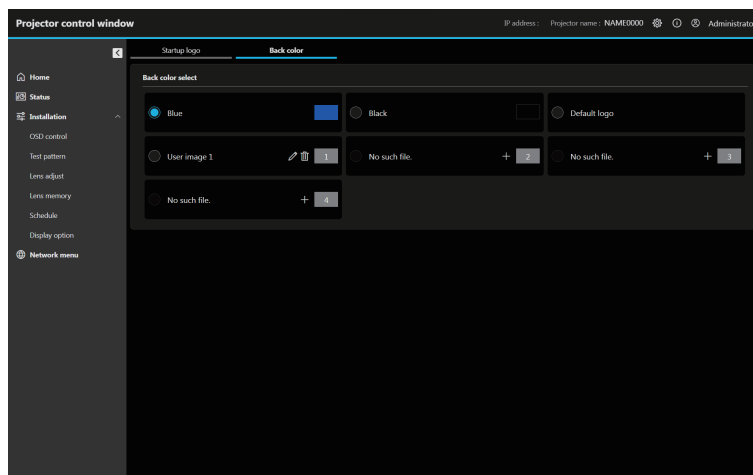 Projector control window
IP address : Projector name : NAME0000 Administrato
Startup logo Back color
Home
Status
Installation
OSD control
Test pattern
Lens adjust
Lens memory
Schedule
Display option
Network menu
Back color select
Blue Black Default logo
User image 1 1 No such file. + 2 No such file. + 3
No such file. + 4